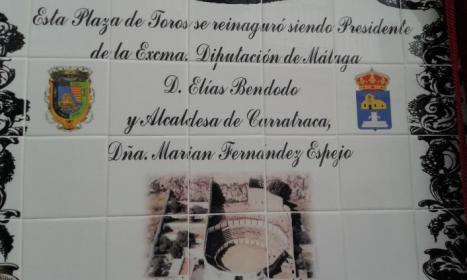 Esta Plaza de Toros se reinaguró siendo Presidente
de la Excma. Diputación de Málaga
D. Elías Bendodo
y Alcaldesa de Carratraca,
Dña. Marian Fernández Espejo